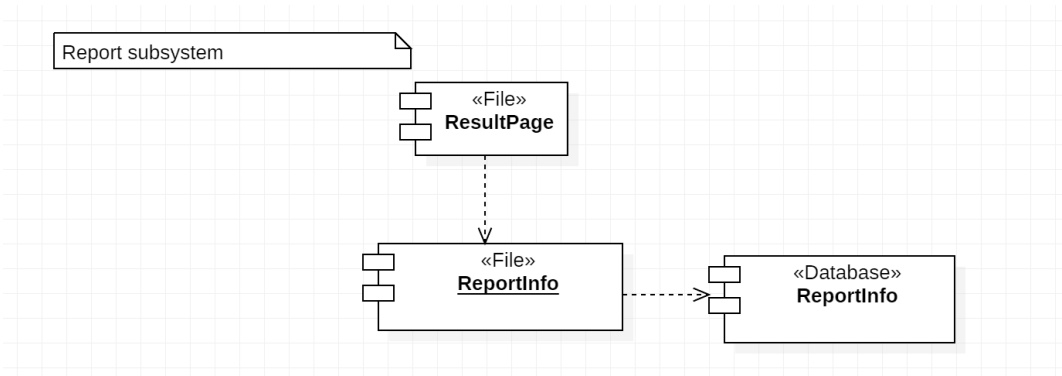 Report subsystem
«File»
ResultPage
«File»
ReportInfo
«Database»
ReportInfo